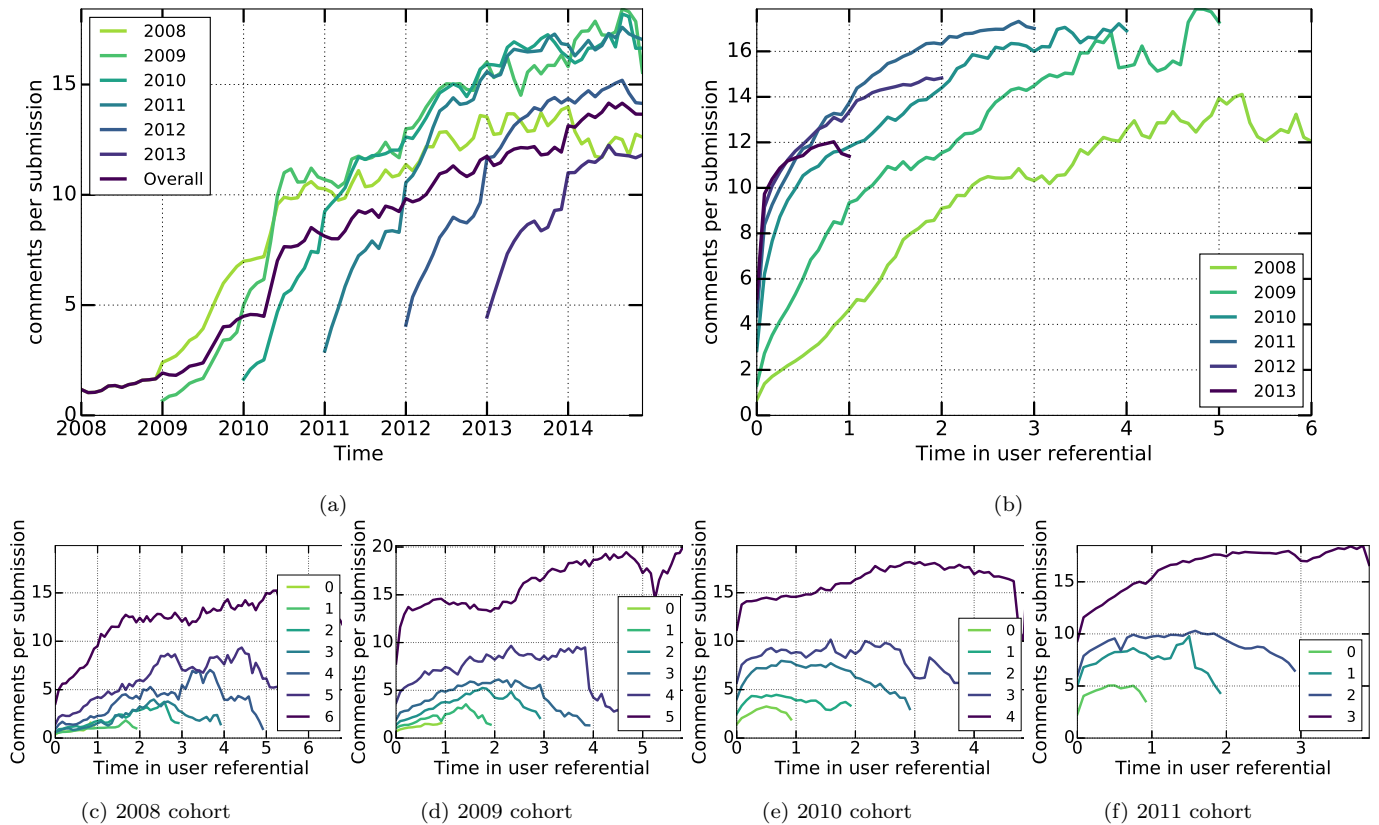 comments per submission
15
10
5
0
2008
2009
2010
2011
2012
2013
Overall
2008 2009 2010 2011 2012 2013 2014
Time
(a)
comments per submission
16
14
12
10
8
6
4
2
0
2008
2009
2010
2011
2012
2013
0 1 2 3 4 5 6
Time in user referential
(b)
Comments per submission
15
10
5
0
0
1
2
3
4
5
6
0 1 2 3 4 5 6
Time in user referential
(c) 2008 cohort
Comments per submission
20
15
10
5
0
0
1
2
3
4
5
0 1 2 3 4 5
Time in user referential
(d) 2009 cohort
Comments per submission
15
10
5
0
0
1
2
3
4
0 1 2 3 4
Time in user referential
(e) 2010 cohort
Comments per submission
15
10
5
0
0
1
2
3
0 1 2 3
Time in user referential
(f) 2011 cohort